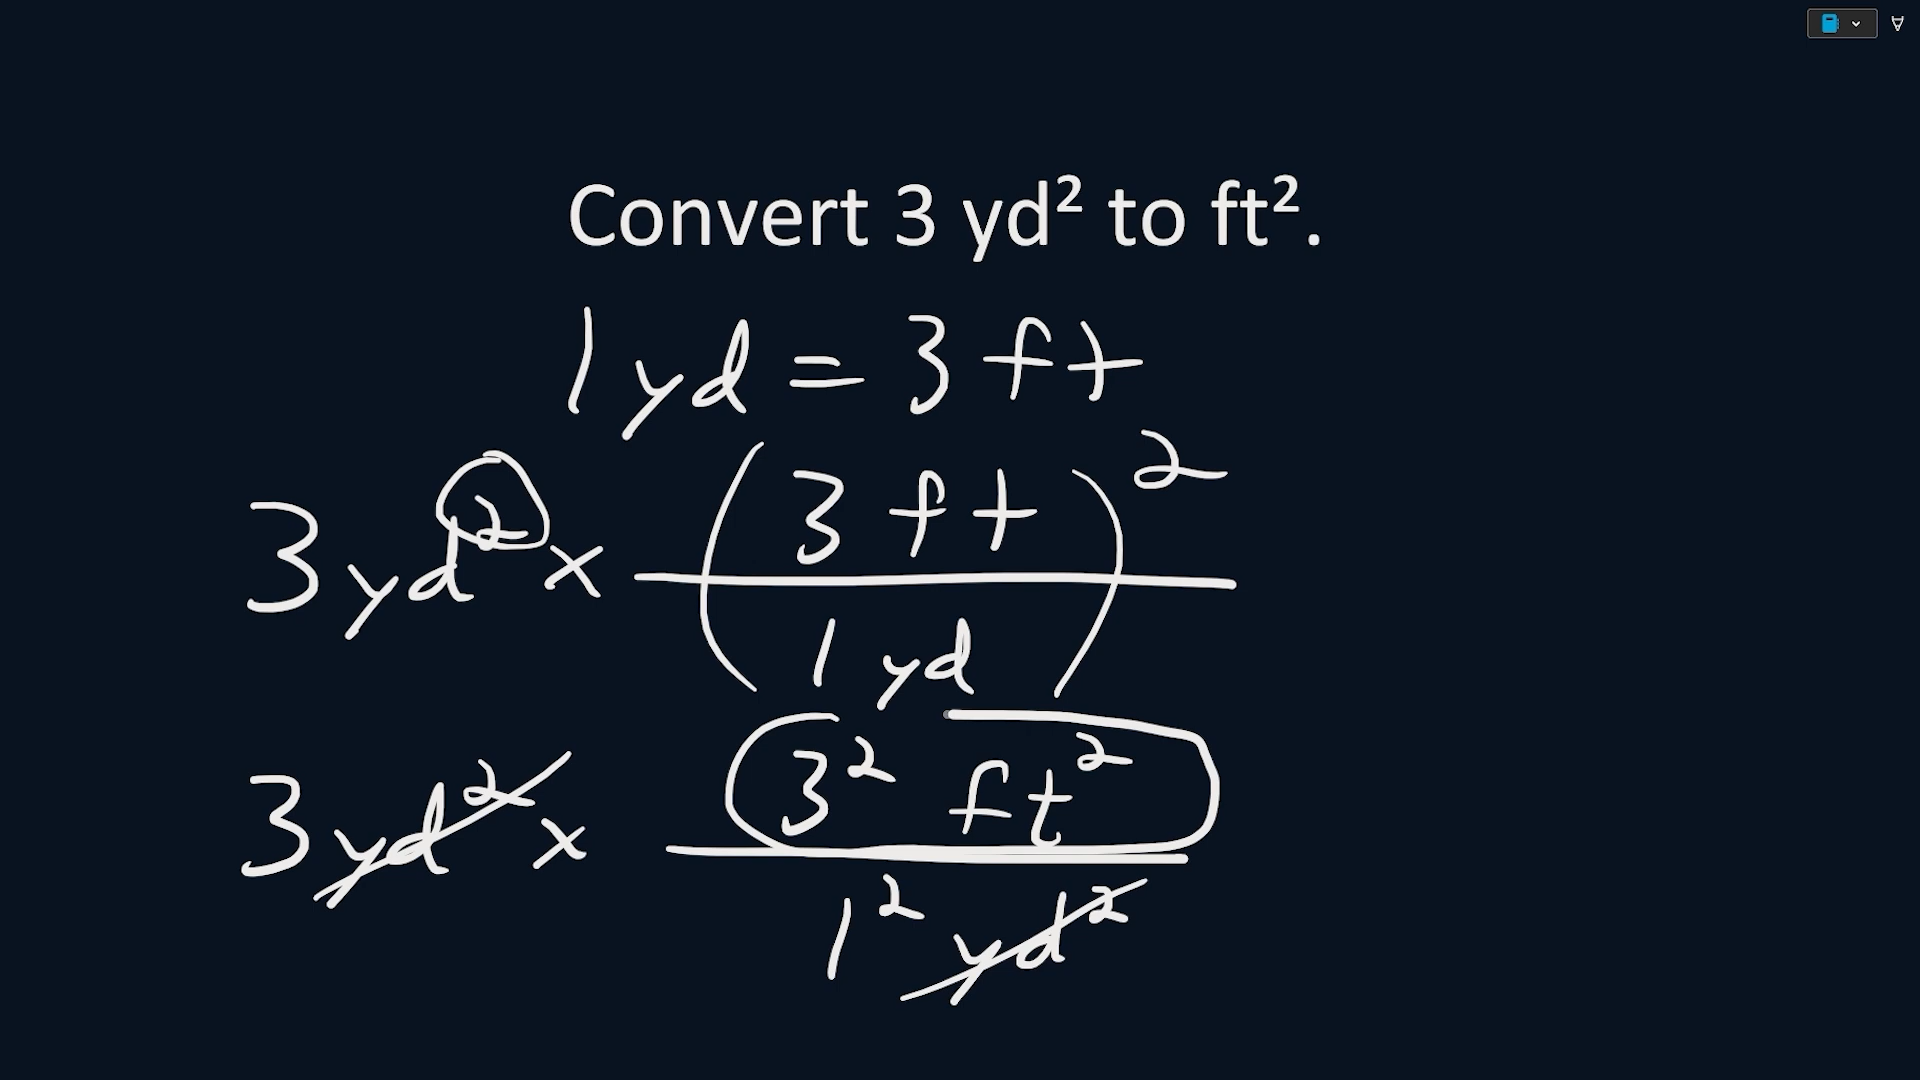 Convert 3 yd² to ft².
1 yd = 3 ft
3 yd² x (3 ft / 1 yd)²
3 yd² x 3² ft² / 1² yd²